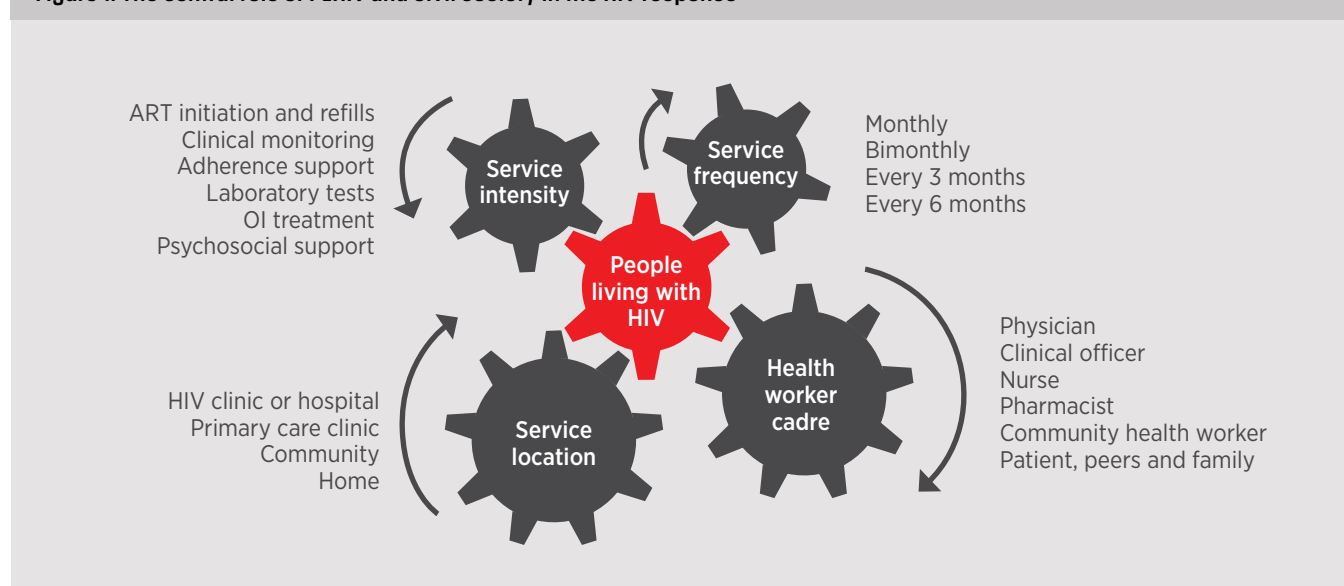 ART initiation and refills
Clinical monitoring
Adherence support
Laboratory tests
OI treatment
Psychosocial support
Service
intensity
Service
frequency
Monthly
Bimonthly
Every 3 months
Every 6 months
People
living with
HIV
HIV clinic or hospital
Primary care clinic
Community
Home
Service
location
Health
worker
cadre
Physician
Clinical officer
Nurse
Pharmacist
Community health worker
Patient, peers and family